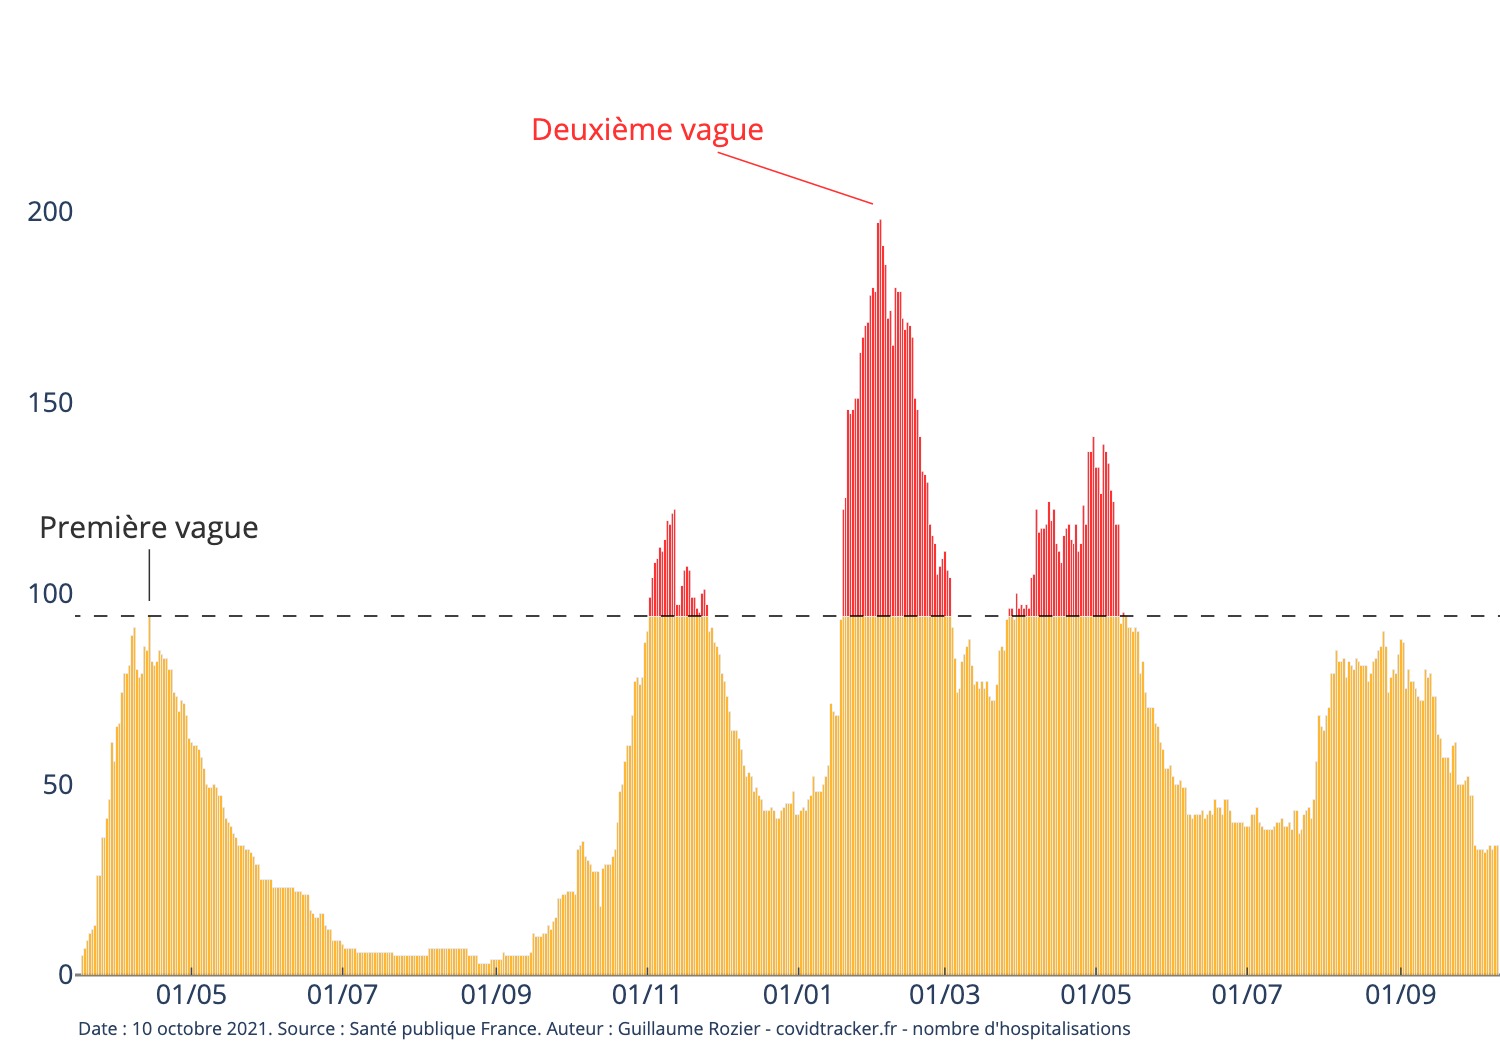 Deuxième vague
200
150
Première vague
100
50
0
01/05 01/07 01/09 01/11 01/01 01/03 01/05 01/07 01/09
Date : 10 octobre 2021. Source : Santé publique France. Auteur : Guillaume Rozier - covidtracker.fr - nombre d'hospitalisations